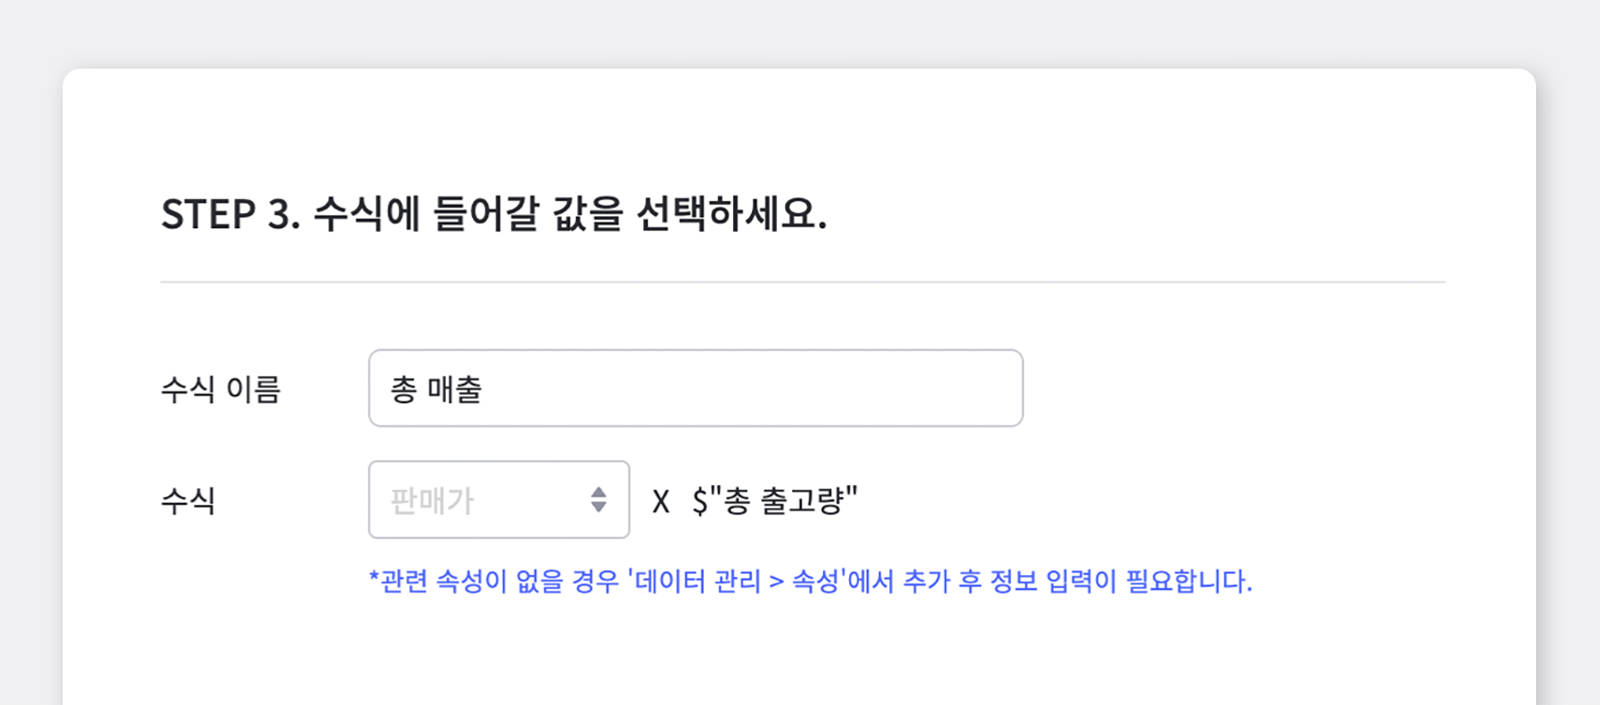 STEP 3. 수식에 들어갈 값을 선택하세요.
수식 이름
총 매출
수식
판매가
X $"총 출고량"
*관련 속성이 없을 경우 '데이터 관리 > 속성'에서 추가 후 정보 입력이 필요합니다.